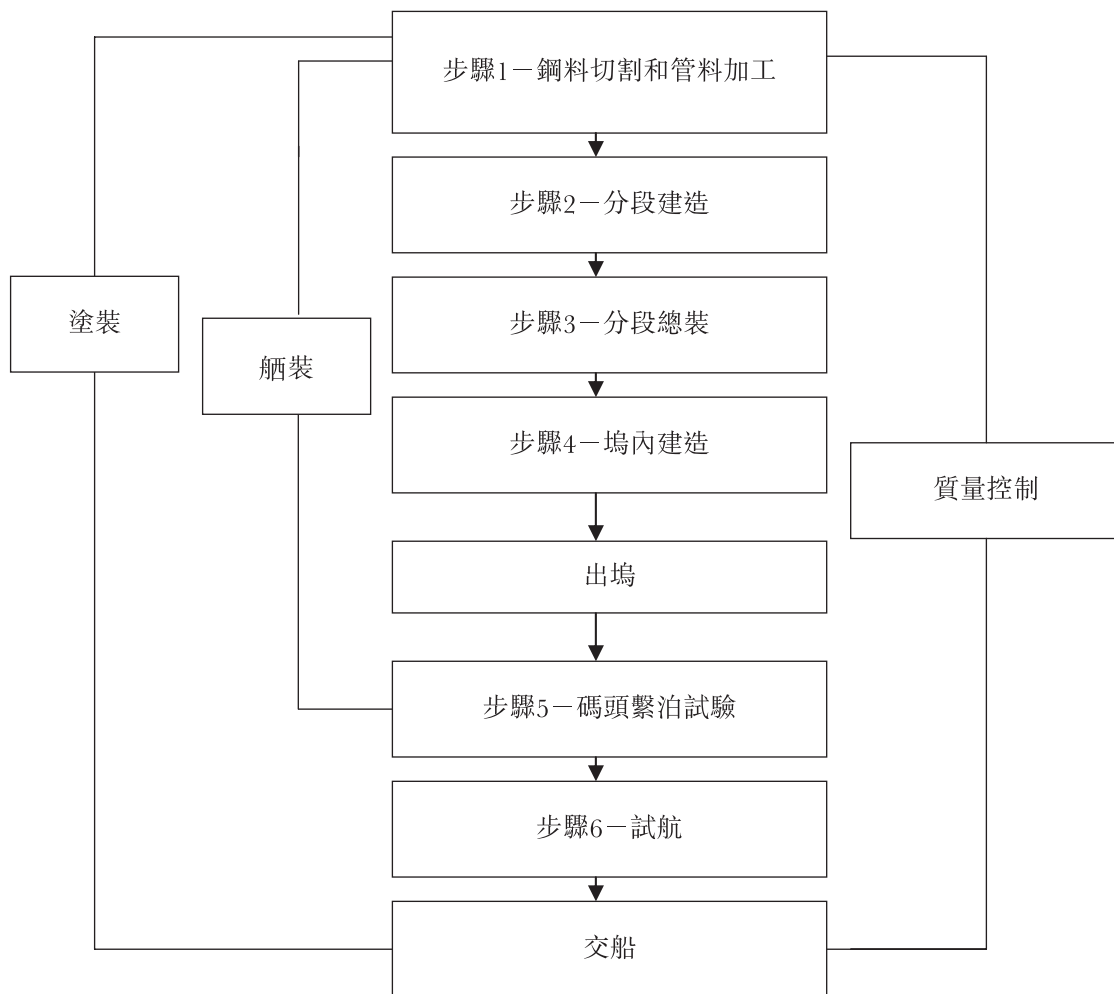 步驟1－鋼料切割和管料加工
步驟2－分段建造
步驟3－分段總裝
塗裝
舾裝
步驟4－塢內建造
質量控制
出塢
步驟5－碼頭繫泊試驗
步驟6－試航
交船